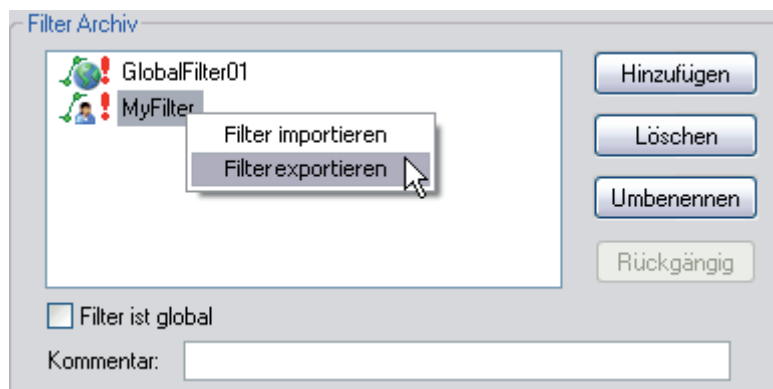 Filter Archiv
GlobalFilter01
MyFilter
Filter importieren
Filter exportieren
Hinzufügen
Löschen
Umbenennen
Rückgängig
Filter ist global
Kommentar: